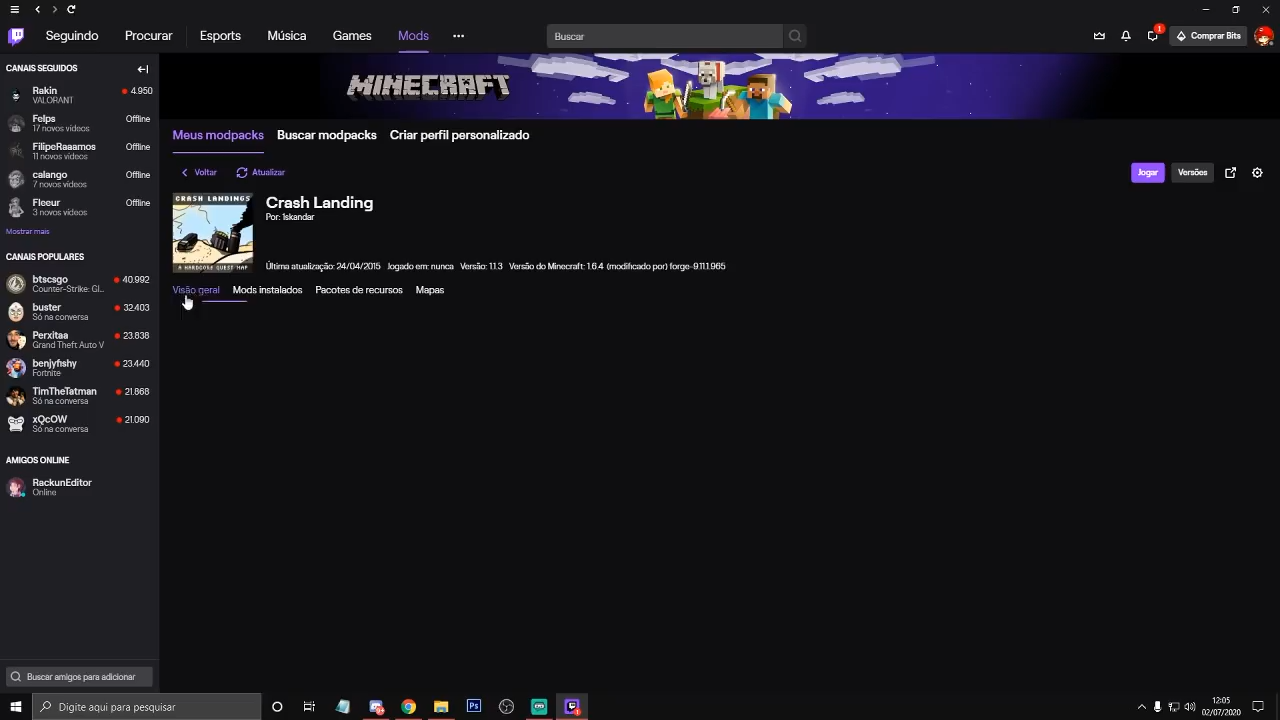 Seguindo Procurar Esports Música Games Mods ••• Buscar 1 Comprar Bits
CANAIS SEGUIDOS
Rakin 4.950
VALORANT
Felps Offline
17 novos vídeos
FilipeRaaamos Offline
11 novos vídeos
calango Offline
7 novos vídeos
Fleeur Offline
3 novos vídeos
Mostrar mais
CANAIS POPULARES
btscsgo 40.992
Counter-Strike: Gl...
buster 32.403
Só na conversa
Perxitaa 23.838
Grand Theft Auto V
benjyfishy 23.440
Fortnite
TimTheTatman 21.868
Só na conversa
xQcOW 21.090
Só na conversa
AMIGOS ONLINE
RackunEditor
Online
Buscar amigos para adicionar
MINECRAFT
Meus modpacks Buscar modpacks Criar perfil personalizado
Voltar Atualizar Jogar Versões
CRASH LANDINGS
A HARDCORE QUEST MAP
Crash Landing
Por: 1skandar
Última atualização: 24/04/2015 Jogado em: nunca Versão: 1.1.3 Versão do Minecraft: 1.6.4 (modificado por) forge-9.11.1.965
Visão geral Mods instalados Pacotes de recursos Mapas
Digite aqui para pesquisar Ps 1 12:05
02/07/2020